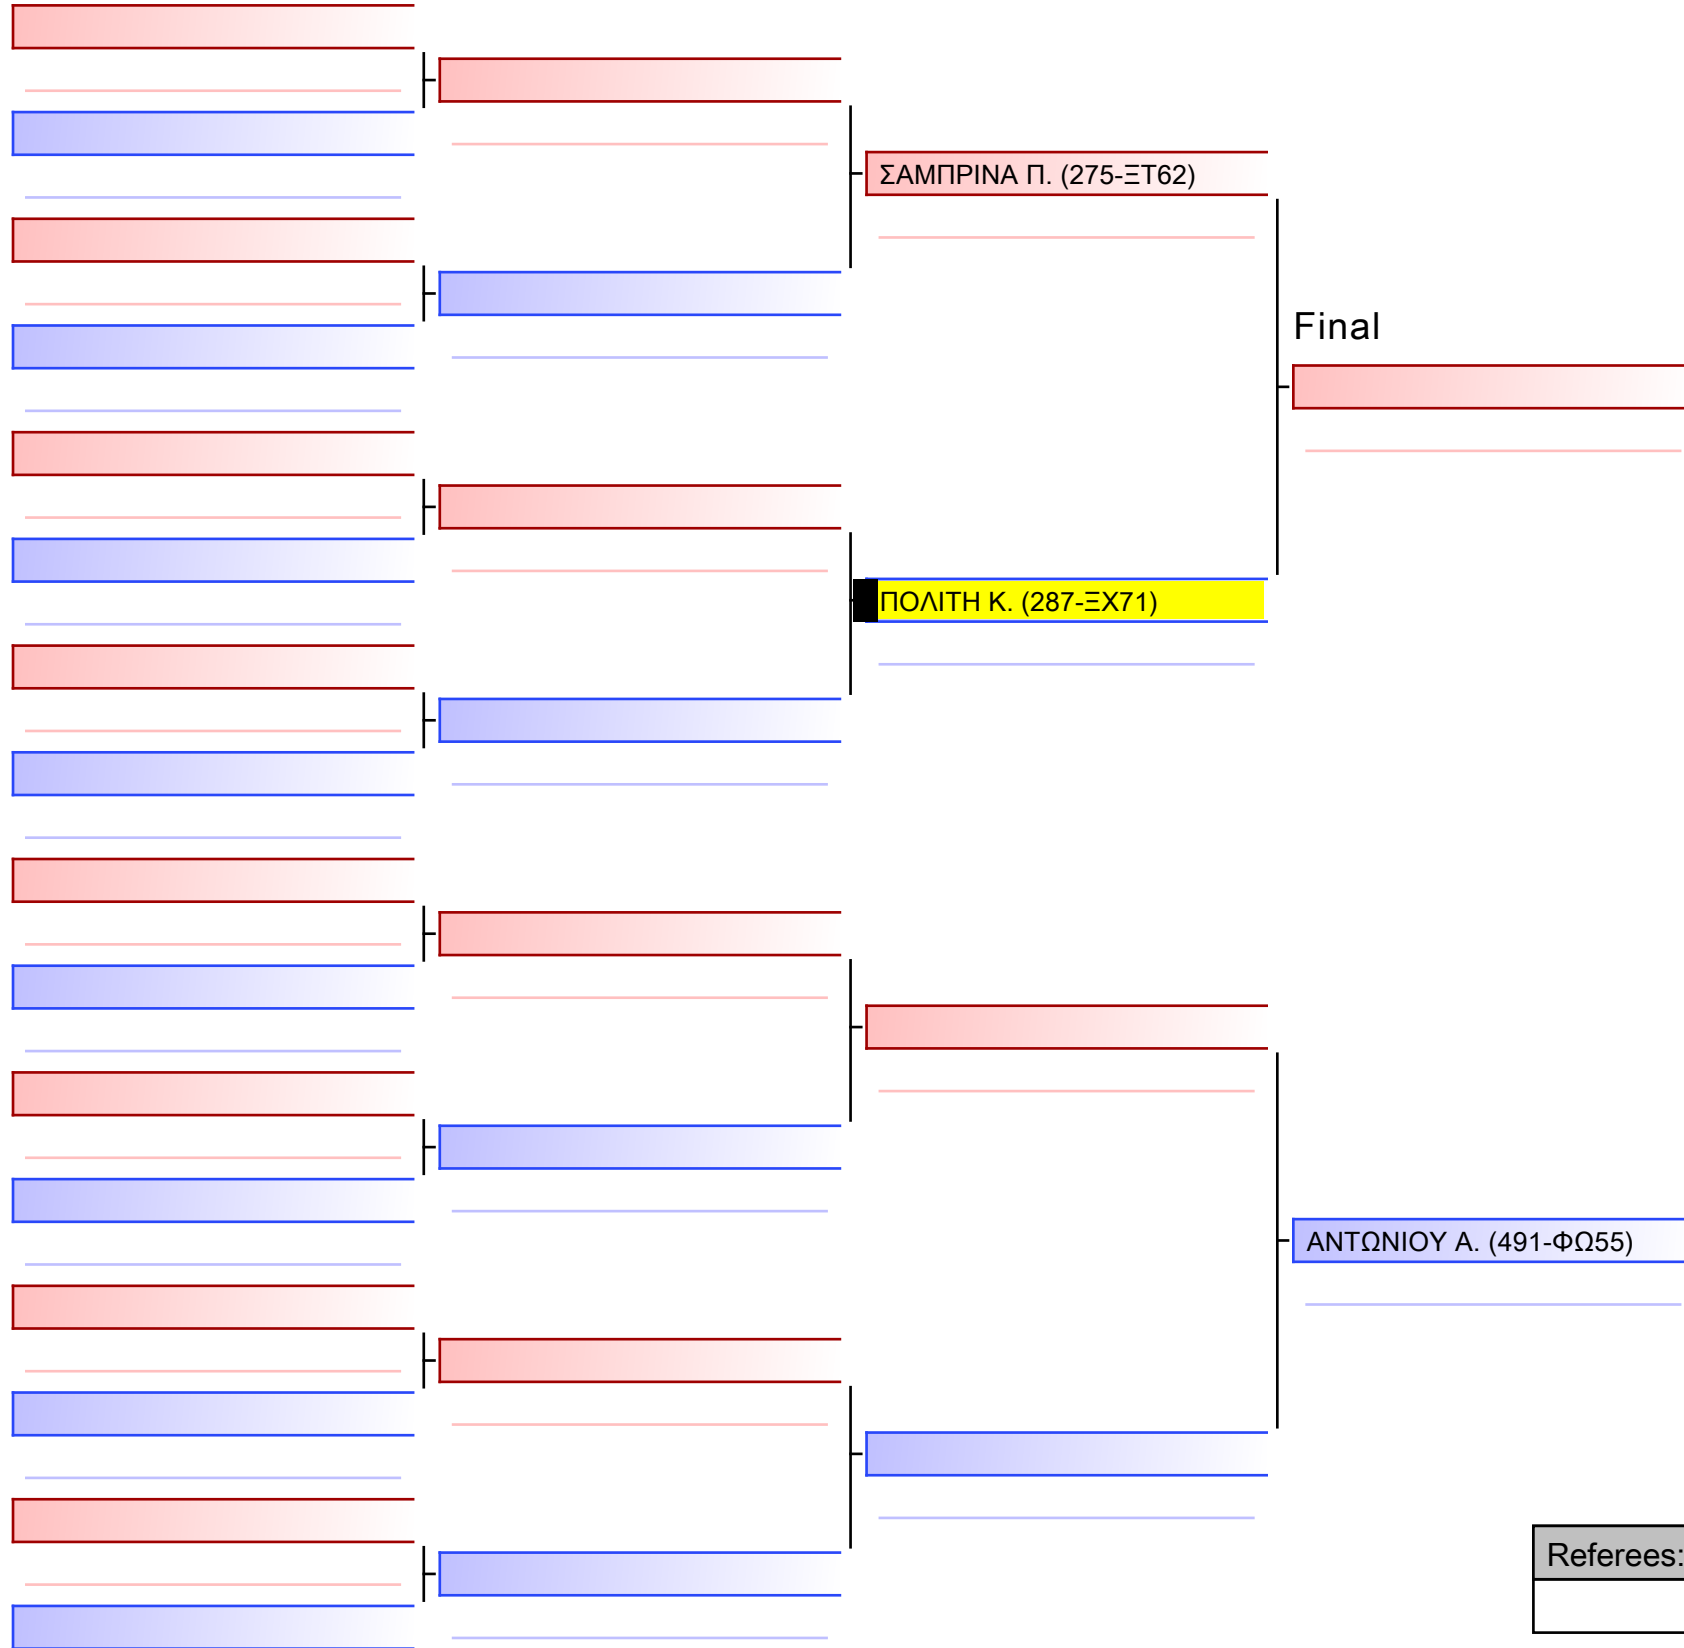 ΣΑΜΠΡΙΝΑ Π. (275-ΞΤ62)
Final
ΠΟΛΙΤΗ Κ. (287-ΞΧ71)
ΑΝΤΩΝΙΟΥ Α. (491-ΦΩ55)
Referees: